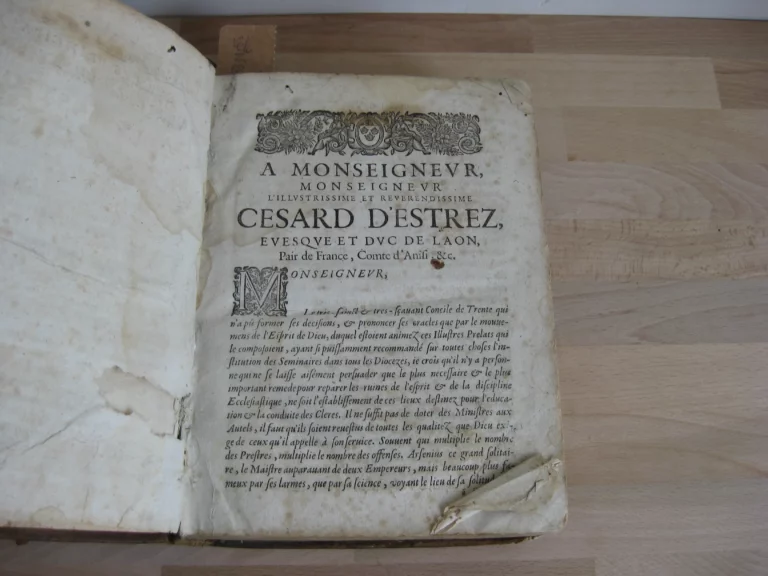 A MONSEIGNEVR,
MONSEIGNEVR
L'ILLVSTRISSIME ET REVERENDISSIME
CESARD D'ESTREZ,
EVESQVE ET DVC DE LAON,
Pair de France, Comte d'Anisi, &c.
MONSEIGNEVR,
& tres-sçauant Concile de Trente qui
n'a pû former ses decisions, & prononcer ses oracles que par le mouue-
mens de l'Esprit de Dieu, duquel estoient animez ces Illustres Prelats qui
le composoient, ayant si puissamment recommandé sur toutes choses l'in-
stitution des Seminaires dans tous les Diocezes, ie crois qu'il n'y a person-
ne qui ne se laisse aisément persuader que le plus necessaire & le plus
important remede pour reparer les ruines de l'esprit & de la discipline
Ecclesiastique, ne soit l'establissement de ces lieux destinez pour l'educa-
tion & la conduite des Clercs. Il ne suffit pas de doter des Ministres aux
Autels, il faut qu'ils soient reuestus de toutes les qualitez que Dieu exi-
ge de ceux qu'il appelle à son seruice. Souuent qui multiplie le nombre
des Prestres, multiplie le nombre des offenses. Arsenius ce grand solitai-
re, le Maistre auparauant de deux Empereurs, mais beaucoup plus fa-
meux par ses larmes, que par sa science, voyant le lieu de sa